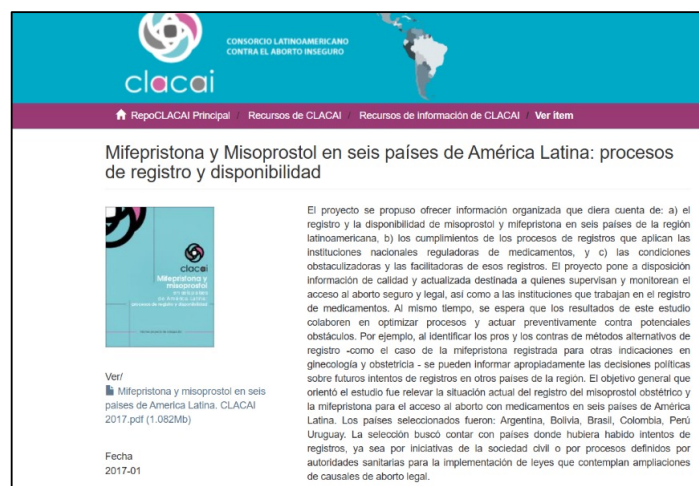 CONSORCIO LATINOAMERICANO
CONTRA EL ABORTO INSEGURO
clacai
RepoCLACAI Principal / Recursos de CLACAI / Recursos de información de CLACAI / Ver ítem
Mifepristona y Misoprostol en seis países de América Latina: procesos
de registro y disponibilidad
clacai
Mifepristona y
misoprostol
Ver/
Mifepristona y misoprostol en seis
países de America Latina. CLACAI
2017.pdf (1.082Mb)
Fecha
2017-01
El proyecto se propuso ofrecer información organizada que diera cuenta de: a) el
registro y la disponibilidad de misoprostol y mifepristona en seis países de la región
latinoamericana, b) los cumplimientos de los procesos de registros que aplican las
instituciones nacionales reguladoras de medicamentos, y c) las condiciones
obstaculizadoras y las facilitadoras de esos registros. El proyecto pone a disposición
información de calidad y actualizada destinada a quienes supervisan y monitorean el
acceso al aborto seguro y legal, así como a las instituciones que trabajan en el registro
de medicamentos. Al mismo tiempo, se espera que los resultados de este estudio
colaboren en optimizar procesos y actuar preventivamente contra potenciales
obstáculos. Por ejemplo, al identificar los pros y los contras de métodos alternativos de
registro -como el caso de la mifepristona registrada para otras indicaciones en
ginecología y obstetricia - se pueden informar apropiadamente las decisiones políticas
sobre futuros intentos de registros en otros países de la región. El objetivo general que
orientó el estudio fue relevar la situación actual del registro del misoprostol obstétrico y
la mifepristona para el acceso al aborto con medicamentos en seis países de América
Latina. Los países seleccionados fueron: Argentina, Bolivia, Brasil, Colombia, Perú
Uruguay. La selección buscó contar con países donde hubiera habido intentos de
registros, ya sea por iniciativas de la sociedad civil o por procesos definidos por
autoridades sanitarias para la implementación de leyes que contemplan ampliaciones
de causales de aborto legal.